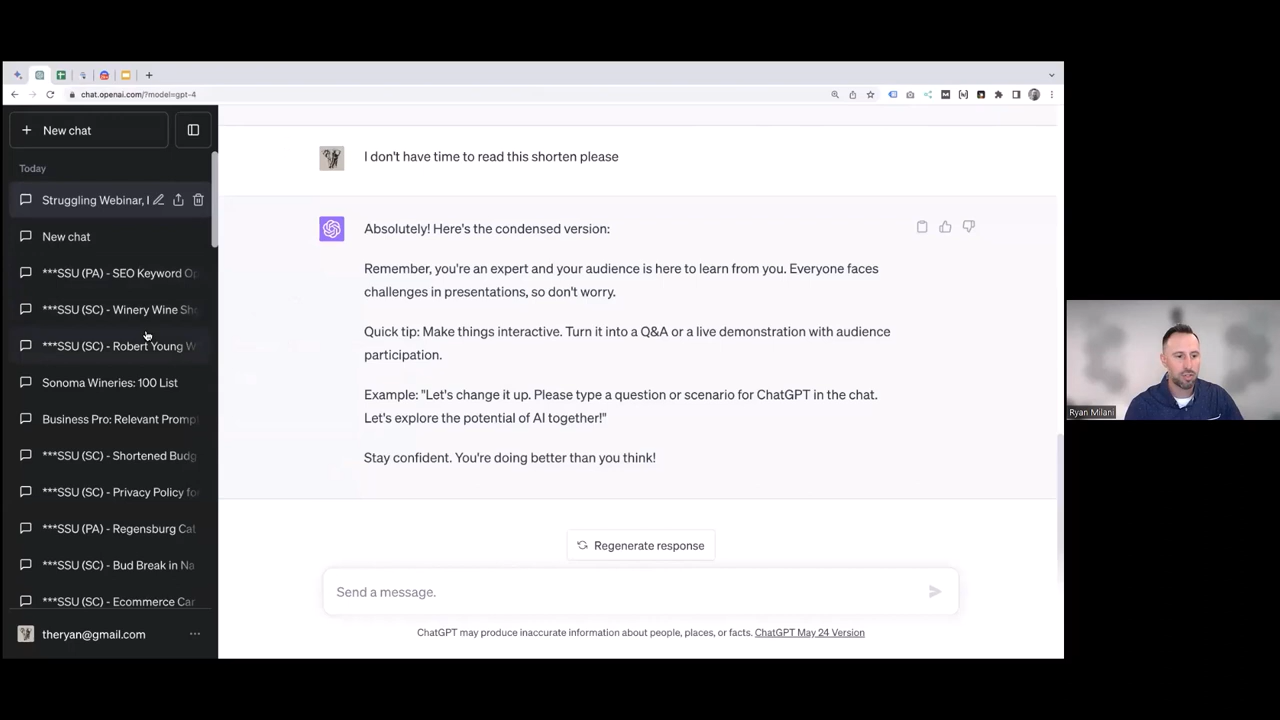 chat.openai.com/?model=gpt-4
New chat
Today
Struggling Webinar, I
New chat
***SSU (PA) - SEO Keyword Op
***SSU (SC) - Winery Wine Sh
***SSU (SC) - Robert Young W
Sonoma Wineries: 100 List
Business Pro: Relevant Promp
***SSU (SC) - Shortened Budg
***SSU (SC) - Privacy Policy fo
***SSU (PA) - Regensburg Cat
***SSU (SC) - Bud Break in Na
***SSU (SC) - Ecommerce Car
theryan@gmail.com
I don't have time to read this shorten please
Absolutely! Here's the condensed version:
Remember, you're an expert and your audience is here to learn from you. Everyone faces
challenges in presentations, so don't worry.
Quick tip: Make things interactive. Turn it into a Q&A or a live demonstration with audience
participation.
Example: "Let's change it up. Please type a question or scenario for ChatGPT in the chat.
Let's explore the potential of AI together!"
Stay confident. You're doing better than you think!
Regenerate response
Send a message.
ChatGPT may produce inaccurate information about people, places, or facts. ChatGPT May 24 Version
Ryan Milani